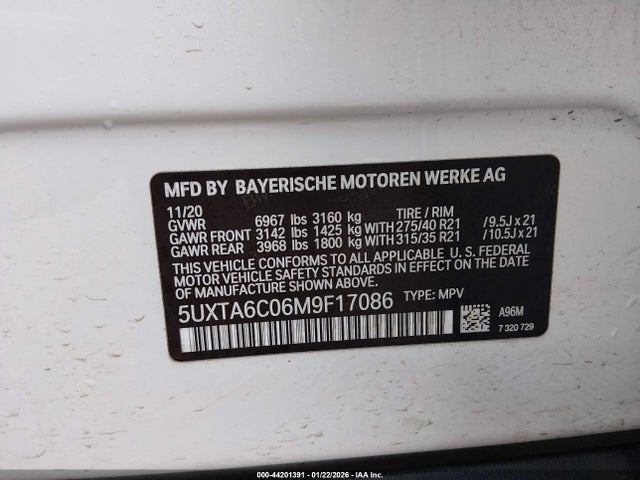 MFD BY BAYERISCHE MOTOREN WERKE AG
11/20
GVWR 6967 lbs 3160 kg TIRE / RIM
GAWR FRONT 3142 lbs 1425 kg WITH 275/40 R21 /9.5J x 21
GAWR REAR 3968 lbs 1800 kg WITH 315/35 R21 /10.5J x 21
THIS VEHICLE CONFORMS TO ALL APPLICABLE U. S. FEDERAL
MOTOR VEHICLE SAFETY STANDARDS IN EFFECT ON THE
DATE OF MANUFACTURE SHOWN ABOVE.
5UXTA6C06M9F17086 TYPE: MPV
A96M
7 320 729
000-44201391 - 01/22/2026 - IAA Inc.